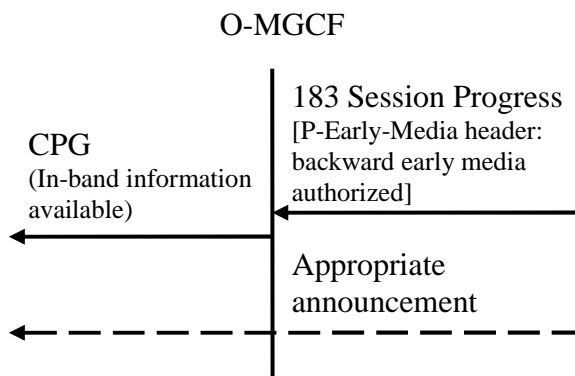 O-MGCF
183 Session Progress
[P-Early-Media header:
backward early media
authorized]
CPG
(In-band information
available)
Appropriate
announcement